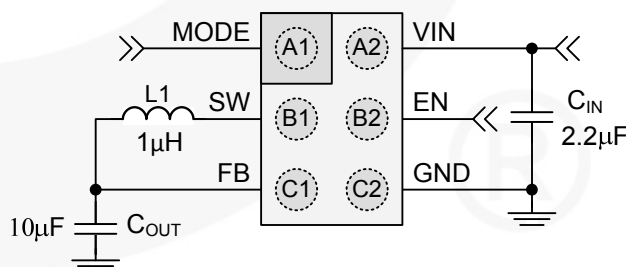 MODE A1 A2 VIN
L1 SW B1 B2 EN CIN
1μH 2.2μF
FB C1 C2 GND
10μF COUT
®